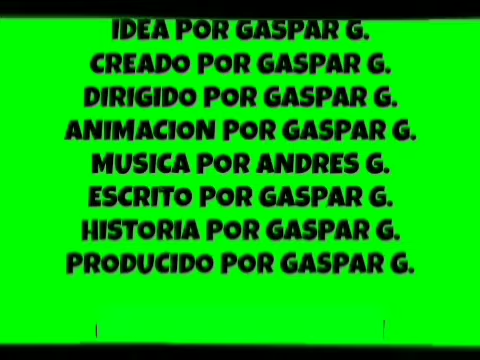 IDEA POR GASPAR G.
CREADO POR GASPAR G.
DIRIGIDO POR GASPAR G.
ANIMACION POR GASPAR G.
MUSICA POR ANDRES G.
ESCRITO POR GASPAR G.
HISTORIA POR GASPAR G.
PRODUCIDO POR GASPAR G.